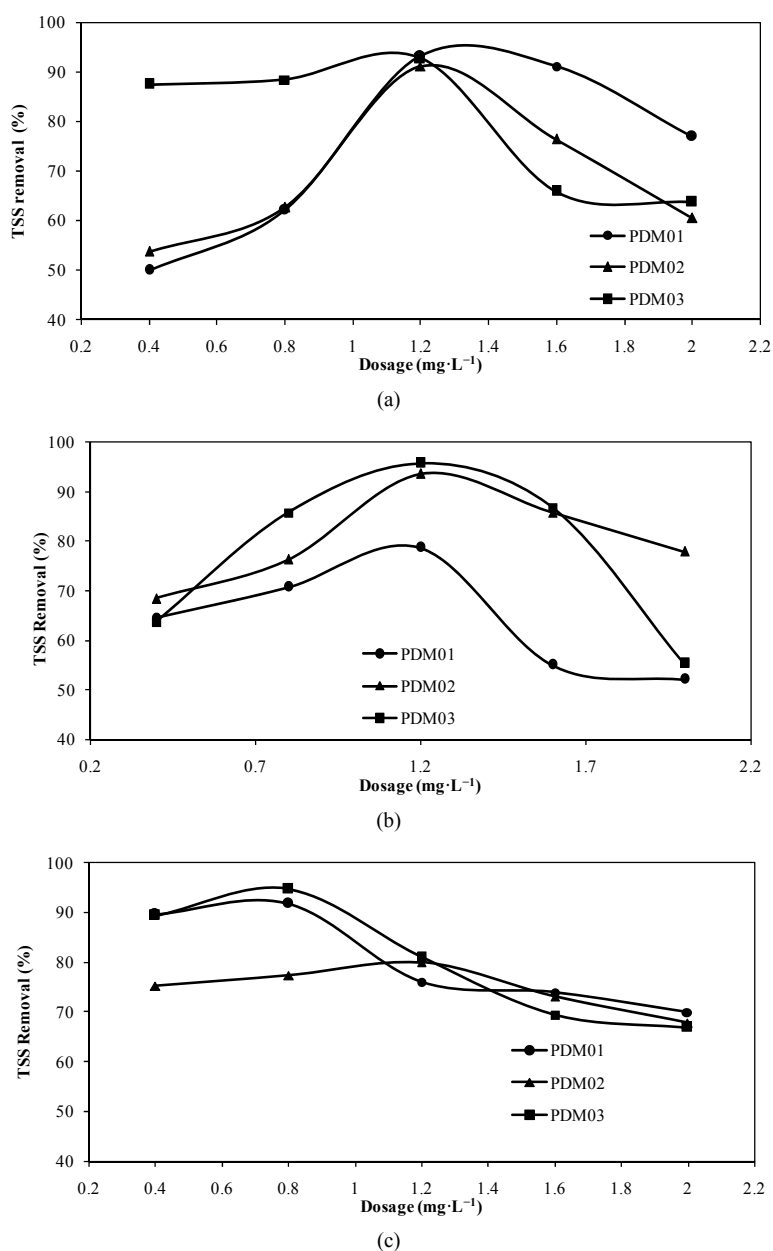 100
90
80
70
60
50
40
TSS removal (%)
PDM01
PDM02
PDM03
0.2 0.4 0.6 0.8 1 1.2 1.4 1.6 1.8 2 2.2
Dosage (mg·L−1)
(a)
100
90
80
70
60
50
40
TSS Removal (%)
PDM01
PDM02
PDM03
0.2 0.7 1.2 1.7 2.2
Dosage (mg·L−1)
(b)
100
90
80
70
60
50
40
TSS Removal (%)
PDM01
PDM02
PDM03
0.2 0.4 0.6 0.8 1 1.2 1.4 1.6 1.8 2 2.2
Dosage (mg·L−1)
(c)